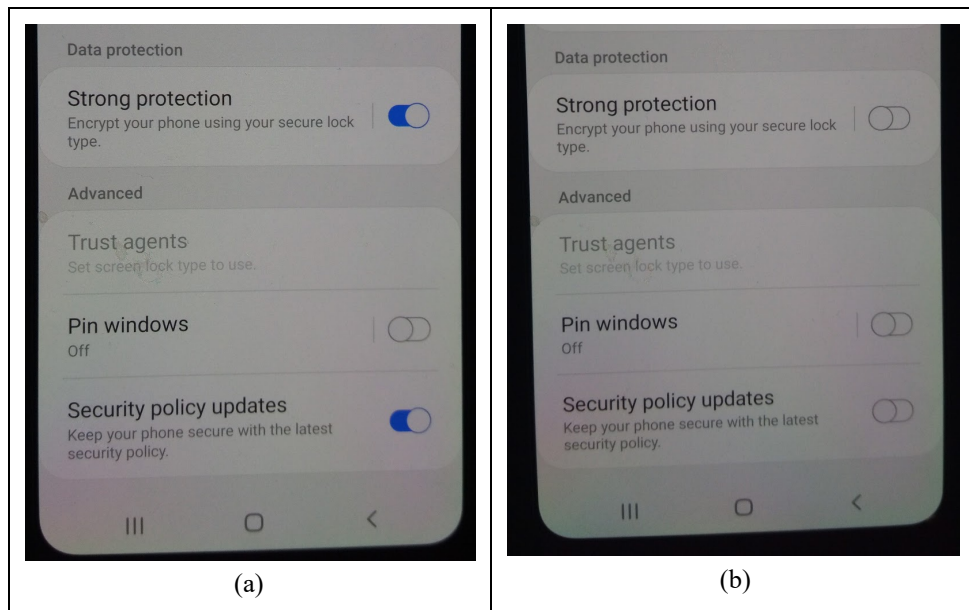 Data protection
Strong protection
Encrypt your phone using your secure lock
type.
Advanced
Trust agents
Set screen lock type to use.
Pin windows
Off
Security policy updates
Keep your phone secure with the latest
security policy.
(a)
Data protection
Strong protection
Encrypt your phone using your secure lock
type.
Advanced
Trust agents
Set screen lock type to use.
Pin windows
Off
Security policy updates
Keep your phone secure with the latest
security policy.
(b)